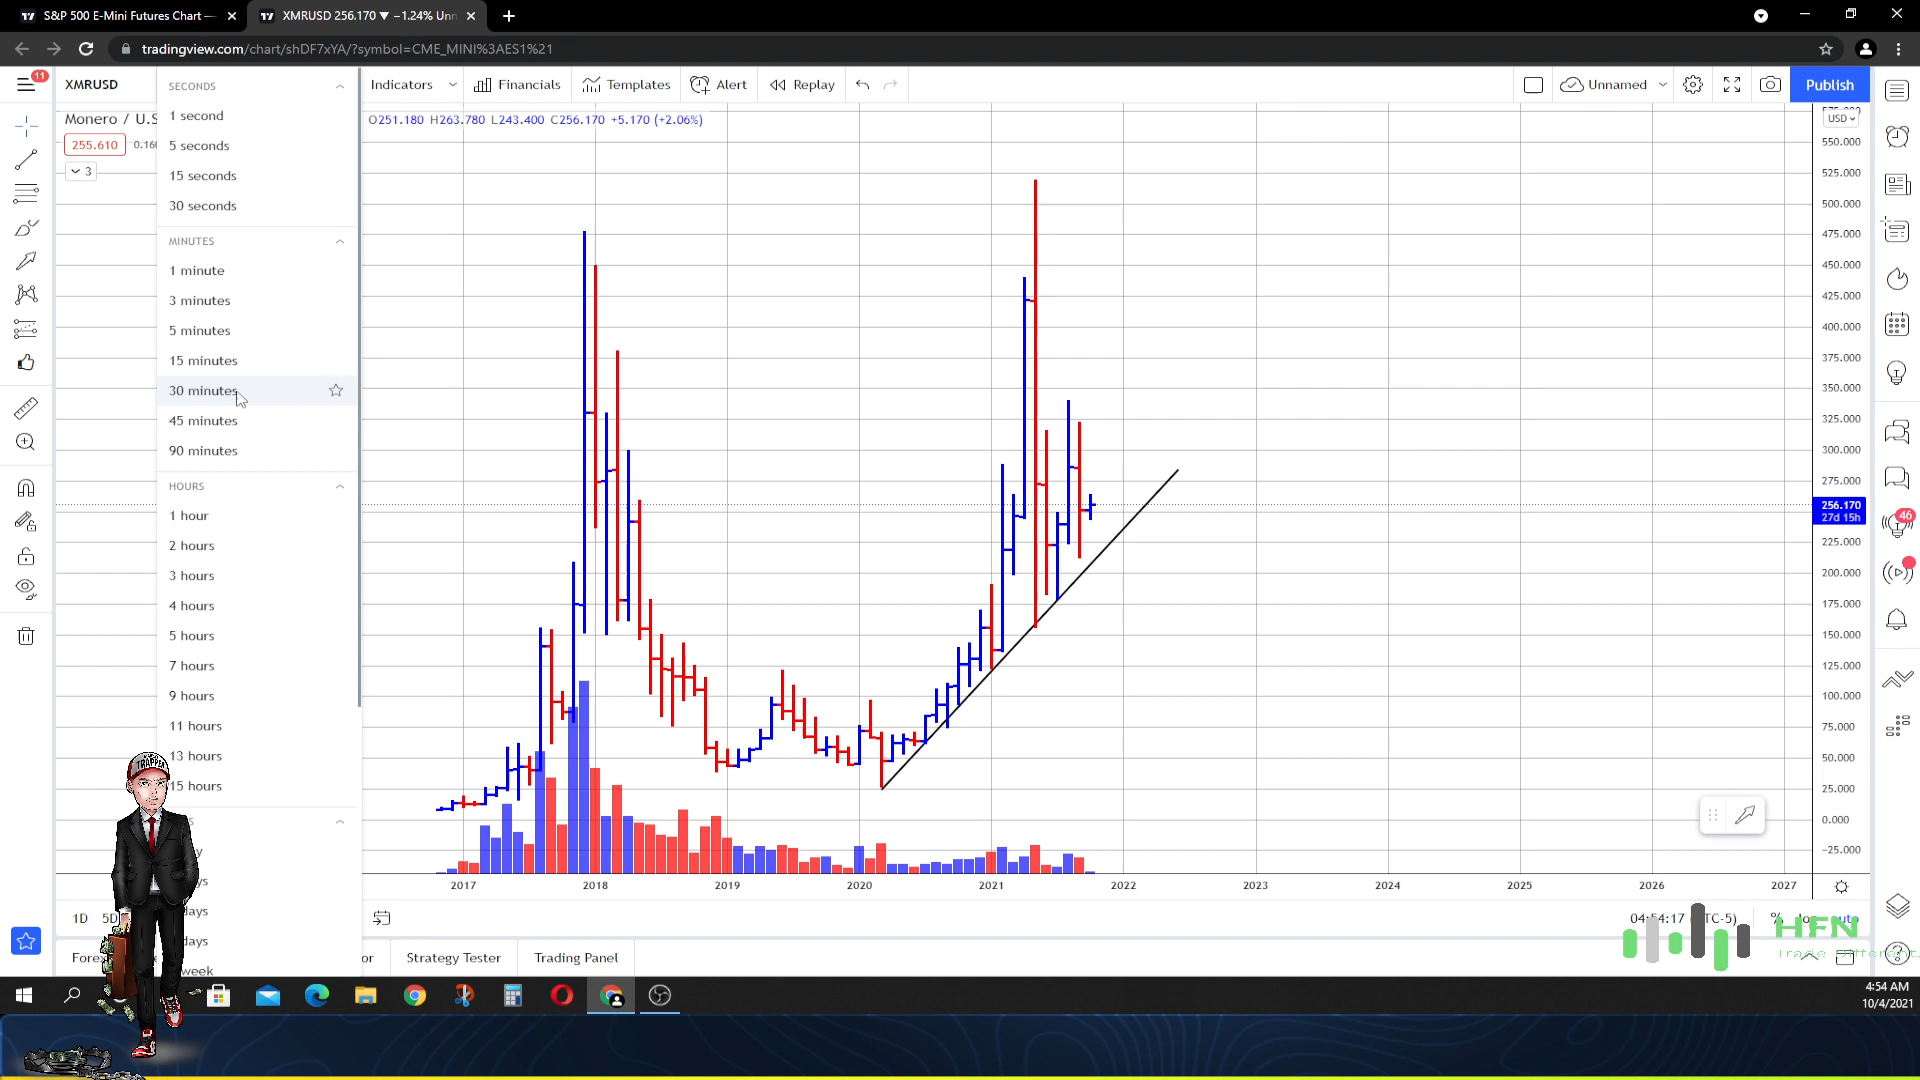 S&P 500 E-Mini Futures Chart —
XMRUSD 256.170 ▼ −1.24% Unn
tradingview.com/chart/shDF7xYA/?symbol=CME_MINI%3AES1%21
11
XMRUSD
Indicators
Financials
Templates
Alert
Replay
Unnamed
Publish
Monero / U.S
O251.180 H263.780 L243.400 C256.170 +5.170 (+2.06%)
255.610
3
SECONDS
1 second
5 seconds
15 seconds
30 seconds
MINUTES
1 minute
3 minutes
5 minutes
15 minutes
30 minutes
45 minutes
90 minutes
HOURS
1 hour
2 hours
3 hours
4 hours
5 hours
7 hours
9 hours
11 hours
13 hours
15 hours
week
USD
550.000
525.000
500.000
475.000
450.000
425.000
400.000
375.000
350.000
325.000
300.000
275.000
256.170
27d 15h
225.000
200.000
175.000
150.000
125.000
100.000
75.000
50.000
25.000
0.000
−25.000
46
2017 2018 2019 2020 2021 2022 2023 2024 2025 2026 2027
1D 5D
Strategy Tester
Trading Panel
TRAPPER
HFN
Trade Different
4:54 AM
10/4/2021